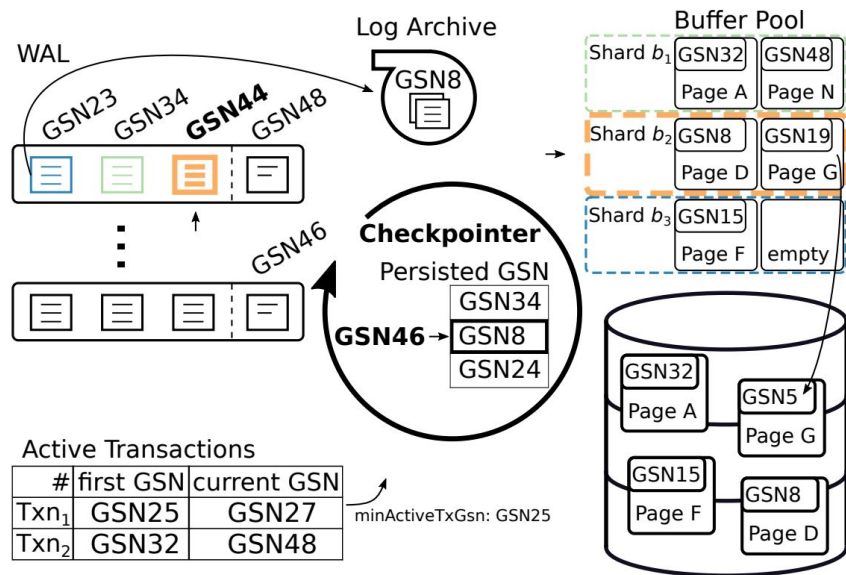 Log Archive
GSN8
WAL
GSN23
GSN34
GSN44
GSN48
GSN46
Buffer Pool
Shard b₁
GSN32
Page A
GSN48
Page N
Shard b₂
GSN8
Page D
GSN19
Page G
Shard b₃
GSN15
Page F
empty
Checkpointer
Persisted GSN
GSN34
GSN46
GSN8
GSN24
GSN32
Page A
GSN5
Page G
GSN15
Page F
GSN8
Page D
Active Transactions
# first GSN current GSN
Txn₁ GSN25 GSN27
Txn₂ GSN32 GSN48
minActiveTxGsn: GSN25